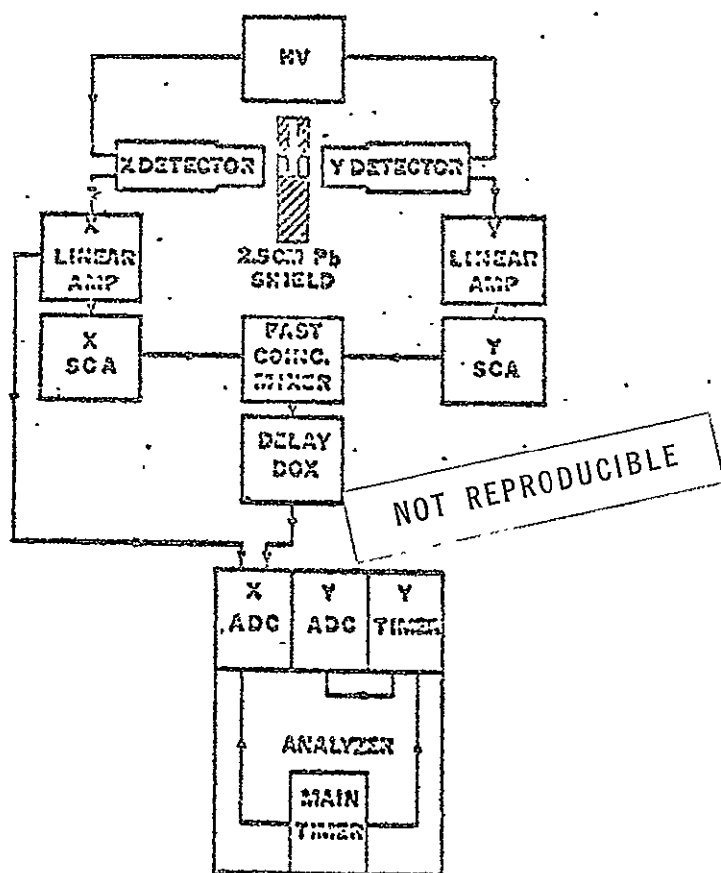 HV
X DETECTOR
Y DETECTOR
X
LINEAR
AMP
2.5CM Pb
SHIELD
Y
LINEAR
AMP
X
SCA
FAST
COINC.
MIXER
Y
SCA
DELAY
BOX
NOT REPRODUCIBLE
X
ADC
Y
ADC
Y
TIMER
ANALYZER
MAIN
TIMER